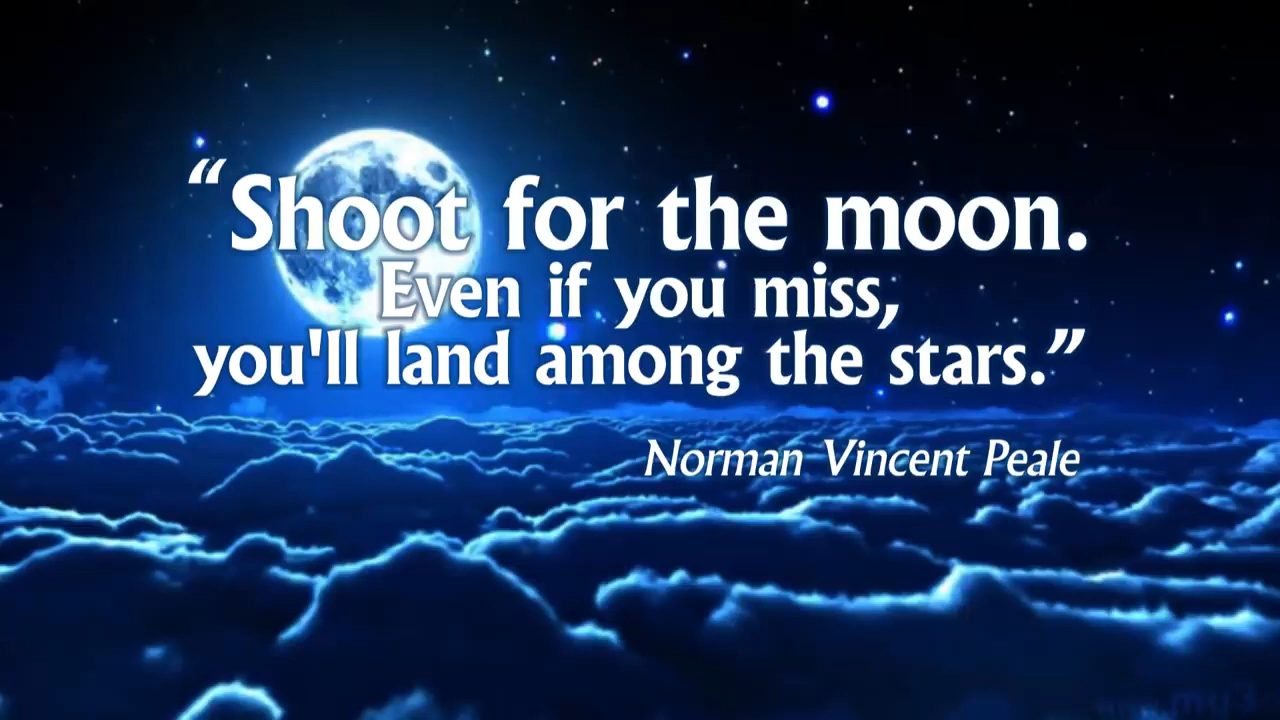 “Shoot for the moon.
Even if you miss,
you'll land among the stars.”
Norman Vincent Peale